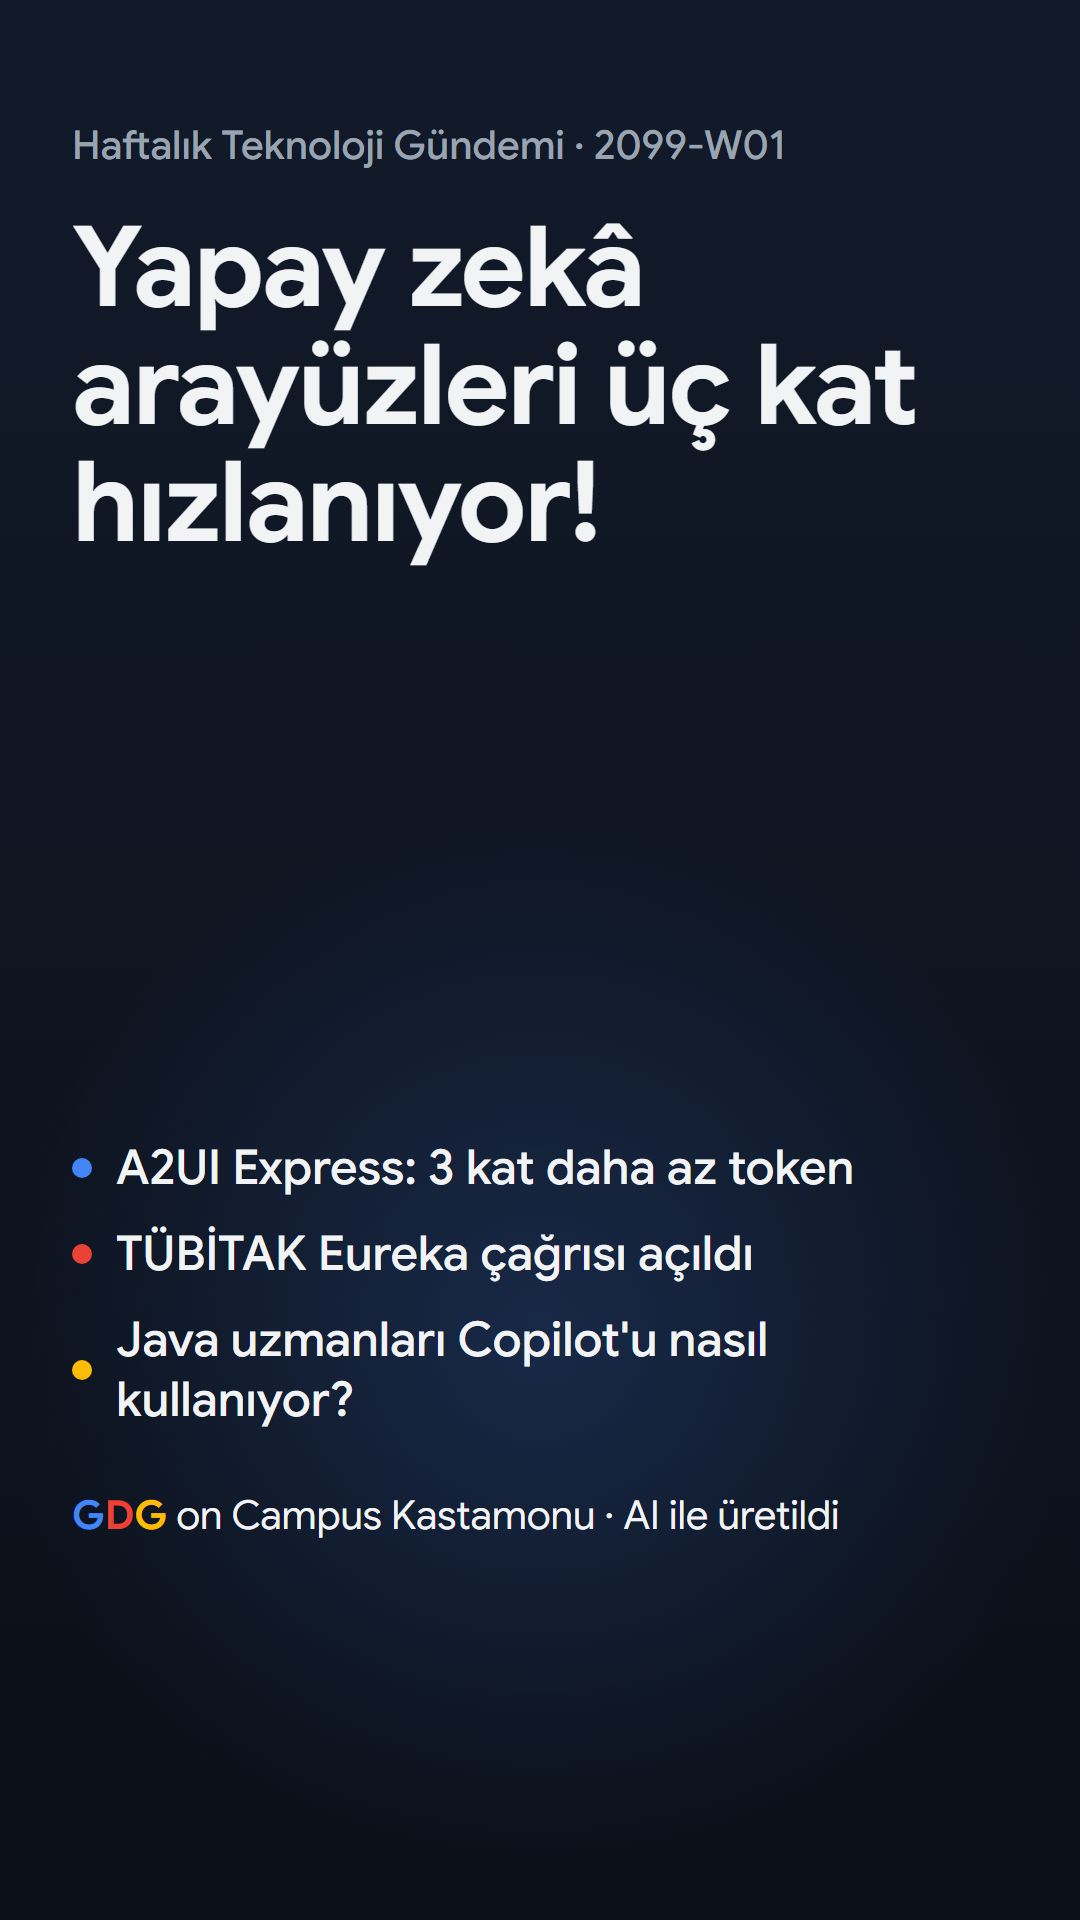 Haftalık Teknoloji Gündemi · 2099-W01
Yapay zekâ
arayüzleri üç kat
hızlanıyor!
A2UI Express: 3 kat daha az token
TÜBİTAK Eureka çağrısı açıldı
Java uzmanları Copilot'u nasıl
kullanıyor?
GDG on Campus Kastamonu · AI ile üretildi